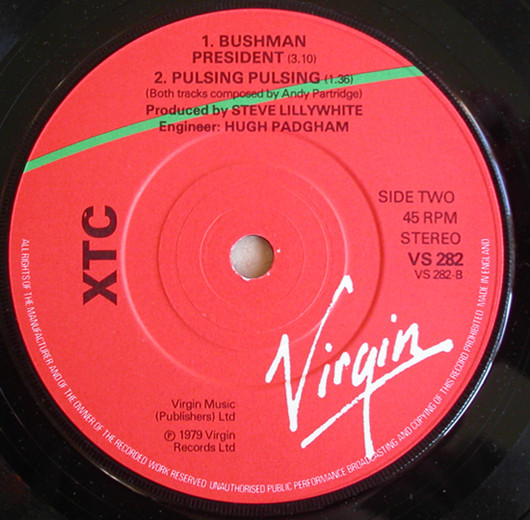 1. BUSHMAN
PRESIDENT (3.10)
2. PULSING PULSING (1.36)
(Both tracks composed by Andy Partridge)
Produced by STEVE LILLYWHITE
Engineer: HUGH PADGHAM
XTC
SIDE TWO
45 RPM
STEREO
VS 282
VS 282-B
Virgin
Virgin Music
(Publishers) Ltd
℗ 1979 Virgin
Records Ltd
ALL RIGHTS OF THE MANUFACTURER AND OF THE OWNER OF THE RECORDED WORK RESERVED UNAUTHORISED PUBLIC PERFORMANCE BROADCASTING AND COPYING OF THIS RECORD PROHIBITED MADE IN ENGLAND